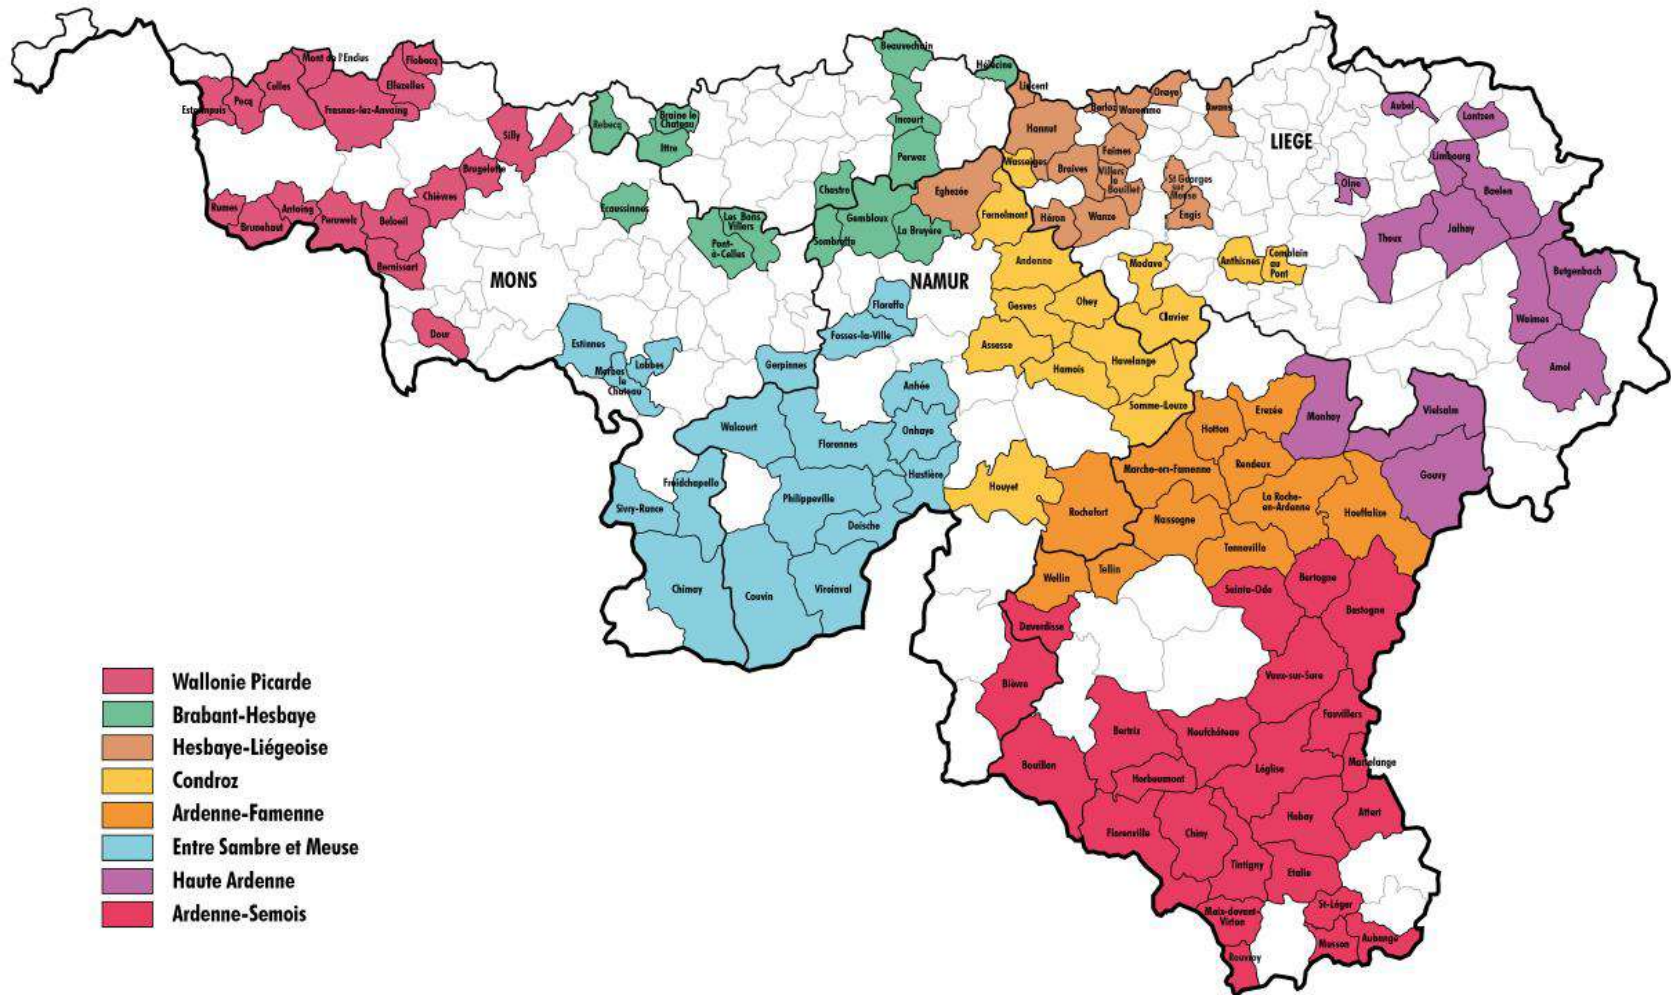 Beauvechain
Flobecq
Mont de l'Enclus
Hélécine
Ellezelles
Celles
Lincent
Oreye
Estaimpuis
Pecq
Frasnes-lez-Anvaing
Berloz
Waremme
Awans
Aubel
Braine le
Chateau
Incourt
Lontzen
Rebecq
Hannut
Silly
LIEGE
Ittre
Faimes
Limbourg
Perwez
Wasseiges
Brugelette
Braives
Villers
le
Bouillet
St Georges
sur
Meuse
Olne
Baelen
Chastre
Eghezée
Chièvres
Rumes
Antoing
Ecaussinnes
Les Bons
Villers
Gembloux
Fernelmont
Héron
Wanze
Engis
Brunehaut
Peruwelz
Beloeil
La Bruyère
Jalhay
Sombreffe
Pont-
à-Celles
Theux
Bernissart
Andenne
Modave
Anthisnes
Comblain
au
Pont
Butgenbach
MONS
NAMUR
Floreffe
Gesves
Ohey
Clavier
Waimes
Dour
Fosses-la-Ville
Estinnes
Assesse
Havelange
Lobbes
Gerpinnes
Hamois
Amel
Merbes
le
Chateau
Anhée
Somme-Leuze
Erezée
Manhay
Vielsalm
Walcourt
Onhaye
Hotton
Florennes
Marche-en-Famenne
Rendeux
Hastière
Gouvy
Froidchapelle
Houyet
Philippeville
La Roche-
en-Ardenne
Sivry-Rance
Rochefort
Nassogne
Houffalize
Doische
Tenneville
Tellin
Wellin
Bertogne
Chimay
Couvin
Viroinval
Sainte-Ode
Bastogne
Daverdisse
Vaux-sur-Sure
Bièvre
Fauvillers
Bertrix
Neufchâteau
Bouillon
Léglise
Martelange
Herbeumont
Habay
Attert
Florenville
Chiny
Tintigny
Etalle
St-Léger
Meix-devant-
Virton
Aubange
Musson
Rouvroy
Wallonie Picarde
Brabant-Hesbaye
Hesbaye-Liégeoise
Condroz
Ardenne-Famenne
Entre Sambre et Meuse
Haute Ardenne
Ardenne-Semois